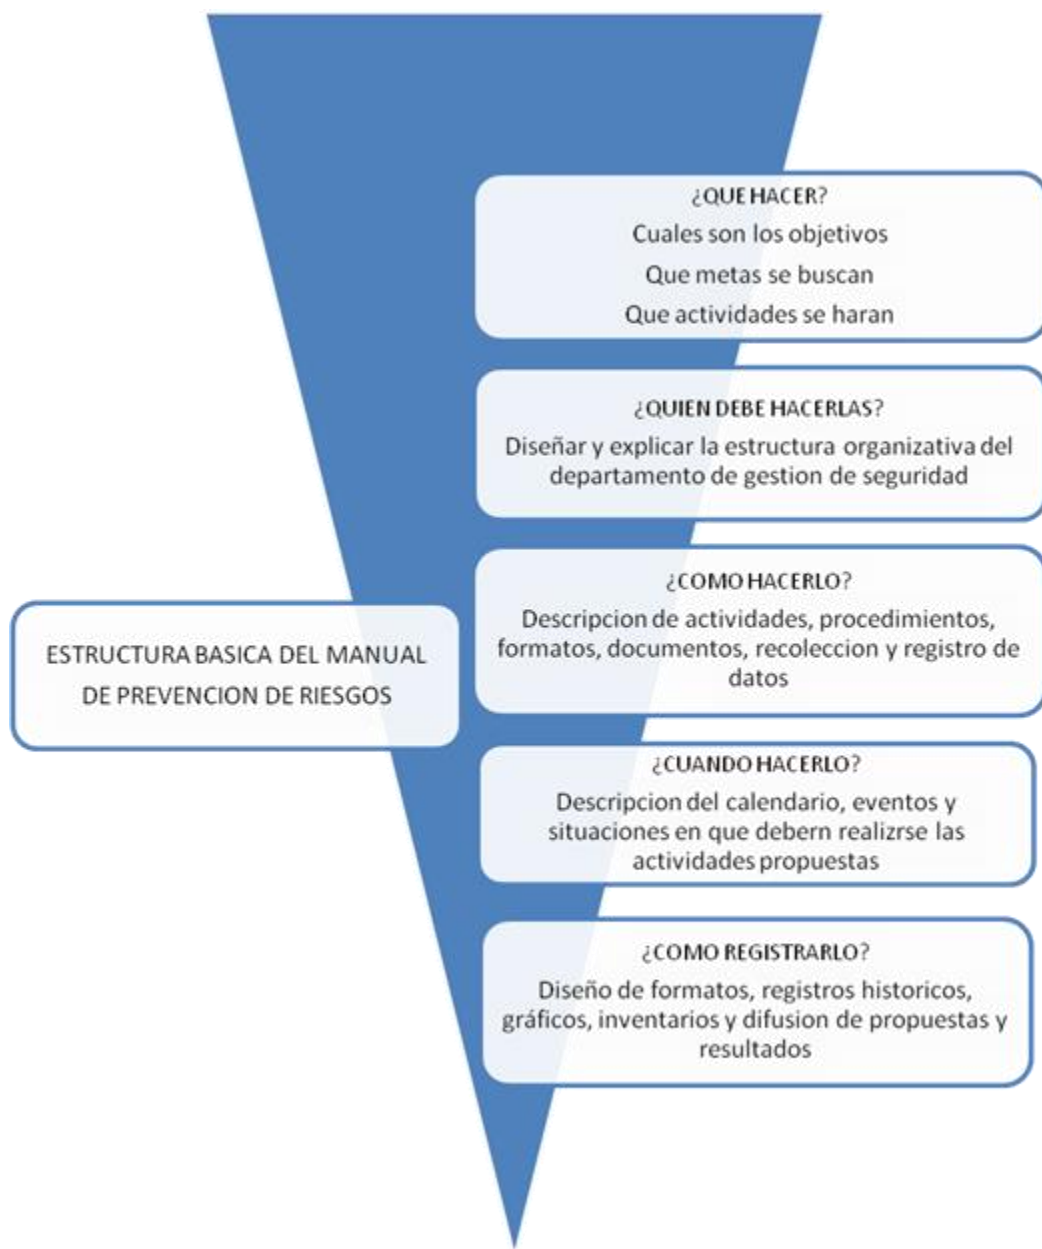 ¿QUE HACER?
Cuales son los objetivos
Que metas se buscan
Que actividades se haran
¿QUIEN DEBE HACERLAS?
Diseñar y explicar la estructura organizativa del
departamento de gestion de seguridad
¿COMO HACERLO?
Descripcion de actividades, procedimientos,
formatos, documentos, recoleccion y registro de
datos
ESTRUCTURA BASICA DEL MANUAL
DE PREVENCION DE RIESGOS
¿CUANDO HACERLO?
Descripcion del calendario, eventos y
situaciones en que debern realizrse las
actividades propuestas
¿COMO REGISTRARLO?
Diseño de formatos, registros historicos,
gráficos, inventarios y difusion de propuestas y
resultados